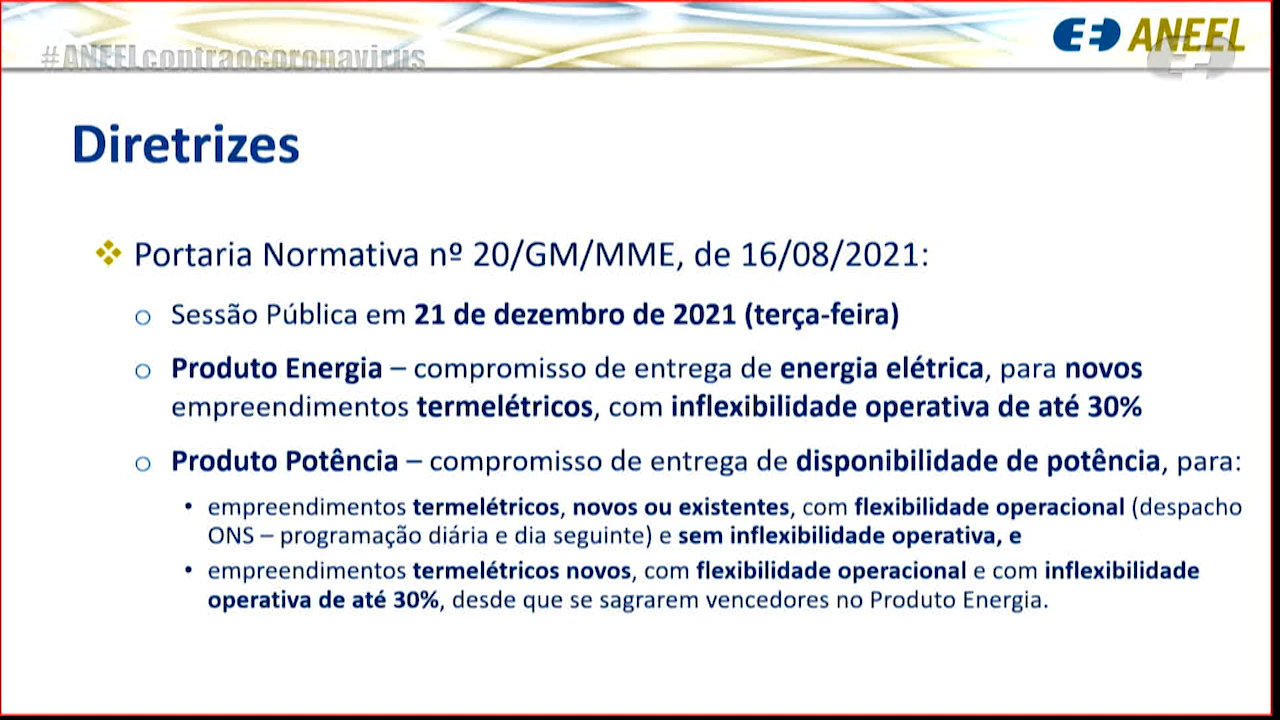 #ANEELcontraocoronavirus
ANEEL
Diretrizes
Portaria Normativa nº 20/GM/MME, de 16/08/2021:
Sessão Pública em 21 de dezembro de 2021 (terça-feira)
Produto Energia – compromisso de entrega de energia elétrica, para novos
empreendimentos termelétricos, com inflexibilidade operativa de até 30%
Produto Potência – compromisso de entrega de disponibilidade de potência, para:
• empreendimentos termelétricos, novos ou existentes, com flexibilidade operacional (despacho
ONS – programação diária e dia seguinte) e sem inflexibilidade operativa, e
• empreendimentos termelétricos novos, com flexibilidade operacional e com inflexibilidade
operativa de até 30%, desde que se sagrarem vencedores no Produto Energia.